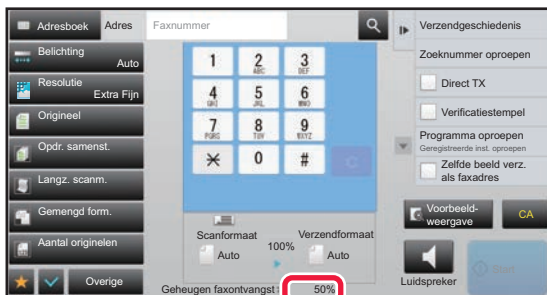 Adresboek
Adres
Faxnummer
Verzendgeschiedenis
Belichting
Auto
Zoeknummer oproepen
Resolutie
Extra Fijn
Direct TX
Origineel
Verificatiestempel
Opdr. samenst.
Programma oproepen
Geregistreerde inst. oproepen
Langz. scanm.
Zelfde beeld verz.
als faxadres
Gemengd form.
Voorbeeld-
weergave
CA
Aantal originelen
1 2 3
ABC DEF
4 5 6
GHI JKL MNO
7 8 9
PQRS TUV WXYZ
0 #
C
Scanformaat
Auto
100%
Verzendformaat
Auto
Luidspreker
Start
Overige
Geheugen faxontvangst :
50%